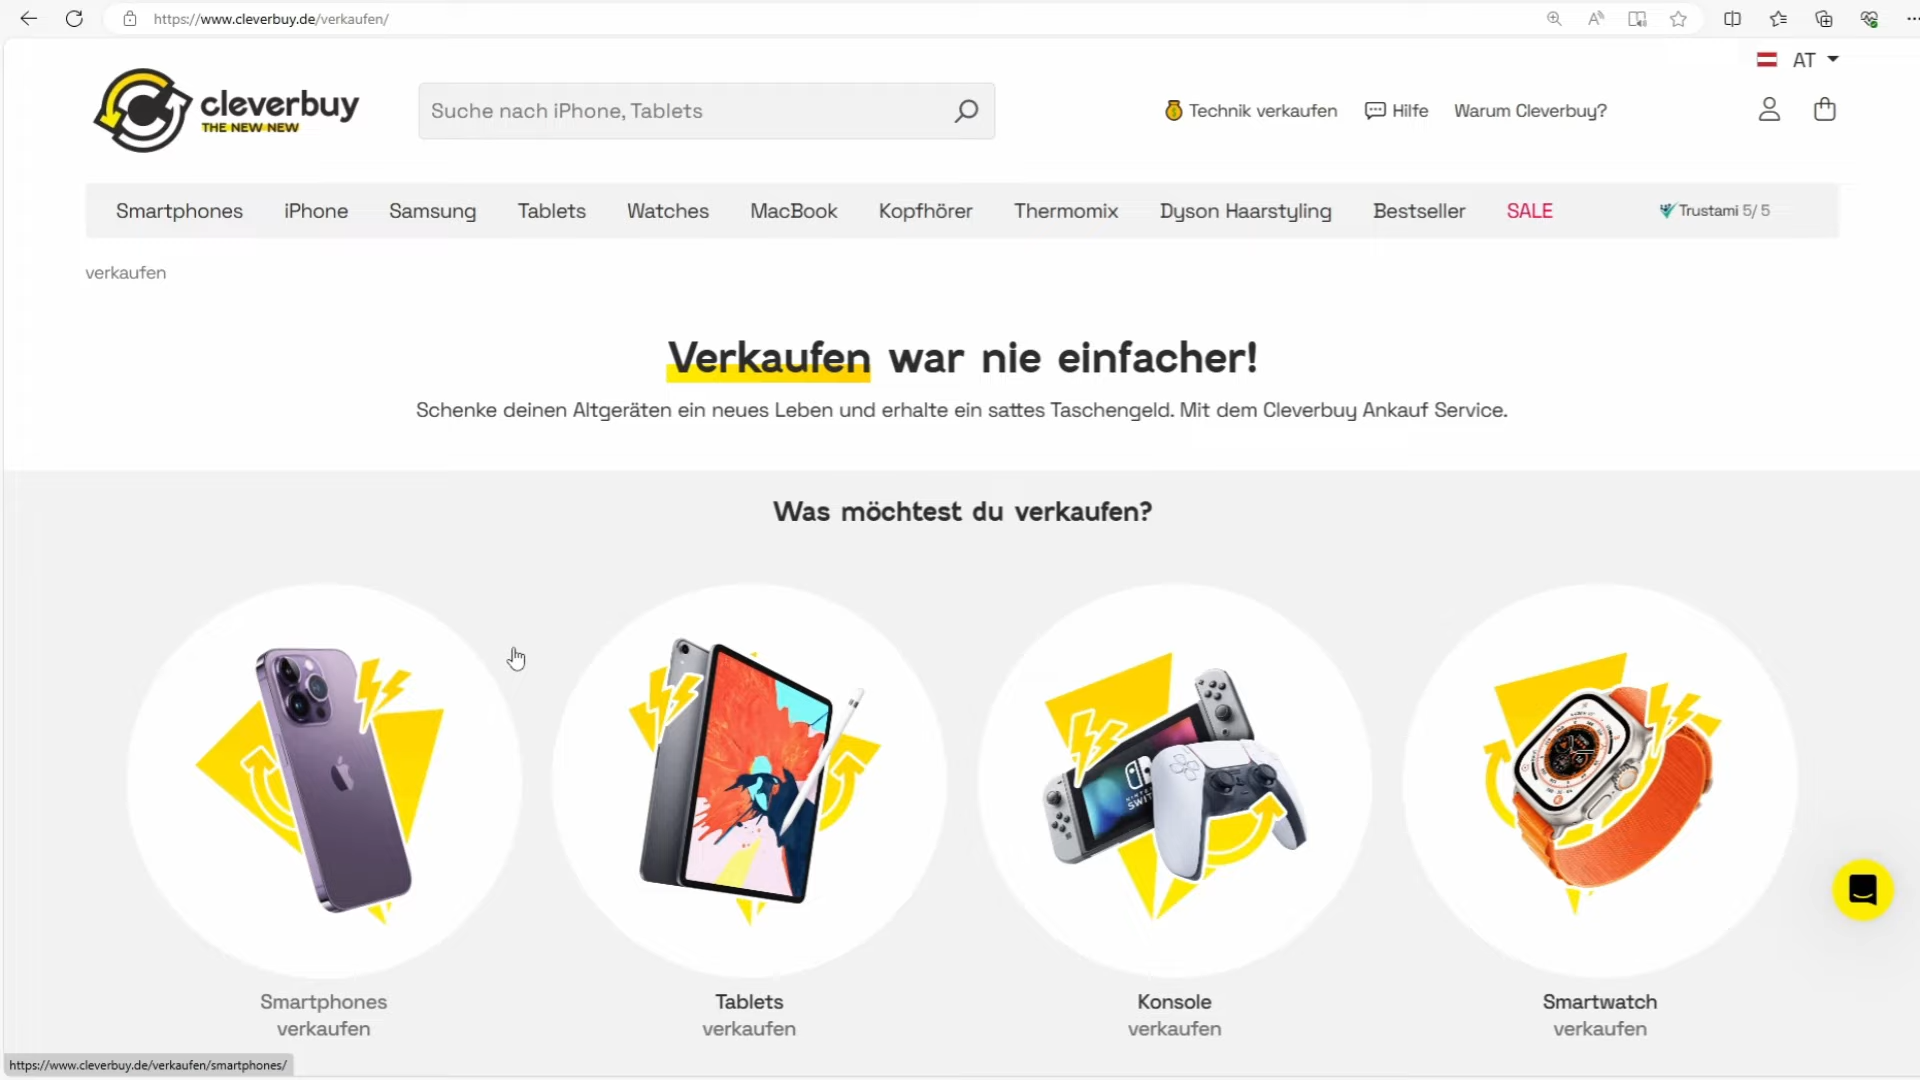 https://www.cleverbuy.de/verkaufen/
AT
cleverbuy
THE NEW NEW
Suche nach iPhone, Tablets
Technik verkaufen
Hilfe
Warum Cleverbuy?
Smartphones
iPhone
Samsung
Tablets
Watches
MacBook
Kopfhörer
Thermomix
Dyson Haarstyling
Bestseller
SALE
Trustami 5/ 5
verkaufen
Verkaufen war nie einfacher!
Schenke deinen Altgeräten ein neues Leben und erhalte ein sattes Taschengeld. Mit dem Cleverbuy Ankauf Service.
Was möchtest du verkaufen?
Smartphones
verkaufen
Tablets
verkaufen
Konsole
verkaufen
Smartwatch
verkaufen
https://www.cleverbuy.de/verkaufen/smartphones/